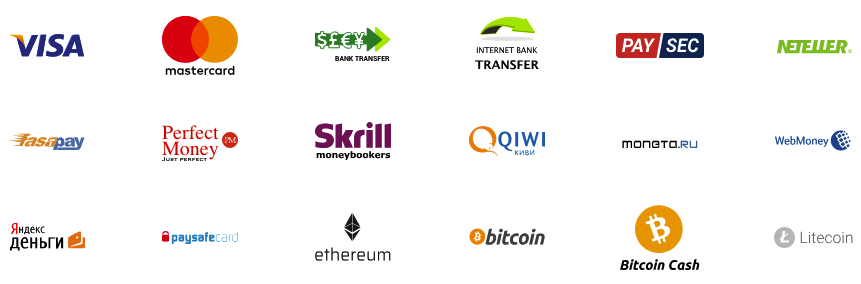 VISA
mastercard
$£€¥
BANK TRANSFER
INTERNET BANK
TRANSFER
PAY SEC
NETELLER®
fasapay
Perfect
Money PM
JUST PERFECT
Skrill
moneybookers
QIWI
КИВИ
moneta.RU
WebMoney
Яндекс
деньги
paysafecard
ethereum
bitcoin
Bitcoin Cash
Litecoin